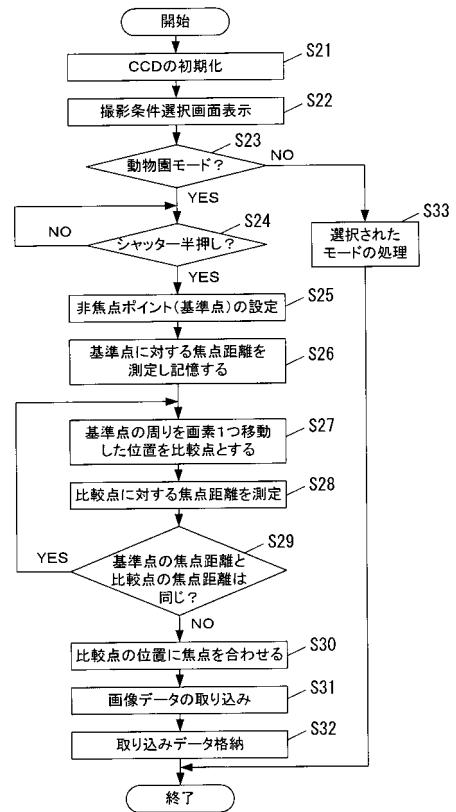 開始
CCDの初期化
S21
撮影条件選択画面表示
S22
動物園モード?
S23
NO
YES
シャッター半押し?
S24
NO
YES
選択された
モードの処理
S33
非焦点ポイント(基準点)の設定
S25
基準点に対する焦点距離を
測定し記憶する
S26
基準点の周りを画素1つ移動
した位置を比較点とする
S27
比較点に対する焦点距離を測定
S28
基準点の焦点距離と
比較点の焦点距離は
同じ?
S29
YES
NO
比較点の位置に焦点を合わせる
S30
画像データの取り込み
S31
取り込みデータ格納
S32
終了